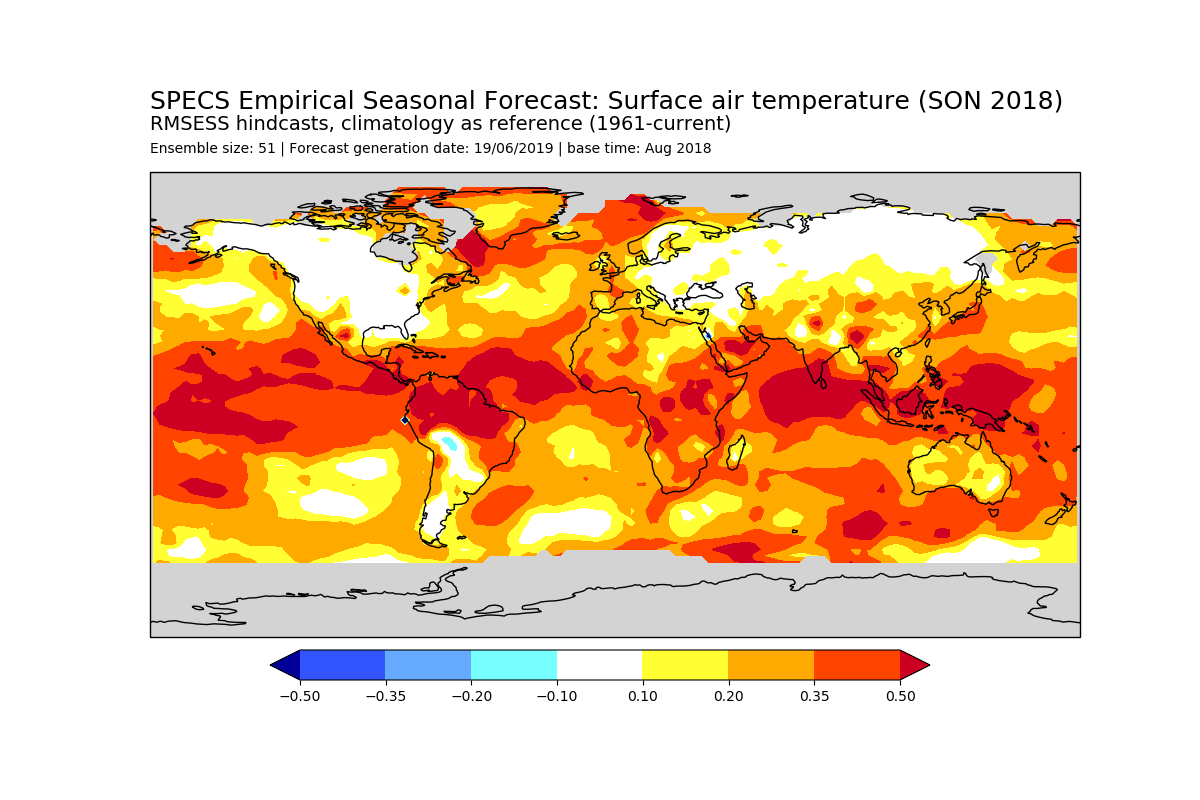 SPECS Empirical Seasonal Forecast: Surface air temperature (SON 2018)
RMSESS hindcasts, climatology as reference (1961-current)
Ensemble size: 51 | Forecast generation date: 19/06/2019 | base time: Aug 2018
−0.50 −0.35 −0.20 −0.10 0.10 0.20 0.35 0.50